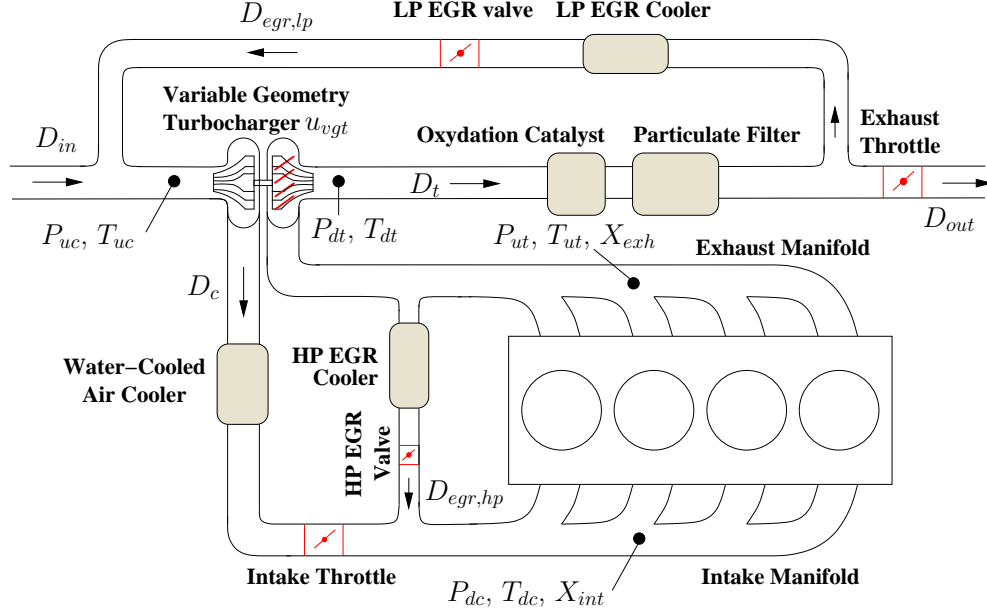 D_{egr,lp}
LP EGR valve
LP EGR Cooler
Variable Geometry
Turbocharger u_{vgt}
D_{in}
Oxydation Catalyst
Particulate Filter
Exhaust
Throttle
D_t
D_{out}
P_{uc}, T_{uc}
P_{dt}, T_{dt}
P_{ut}, T_{ut}, X_{exh}
Exhaust Manifold
D_c
Water−Cooled
Air Cooler
HP EGR
Cooler
HP EGR
Valve
D_{egr,hp}
Intake Throttle
P_{dc}, T_{dc}, X_{int}
Intake Manifold